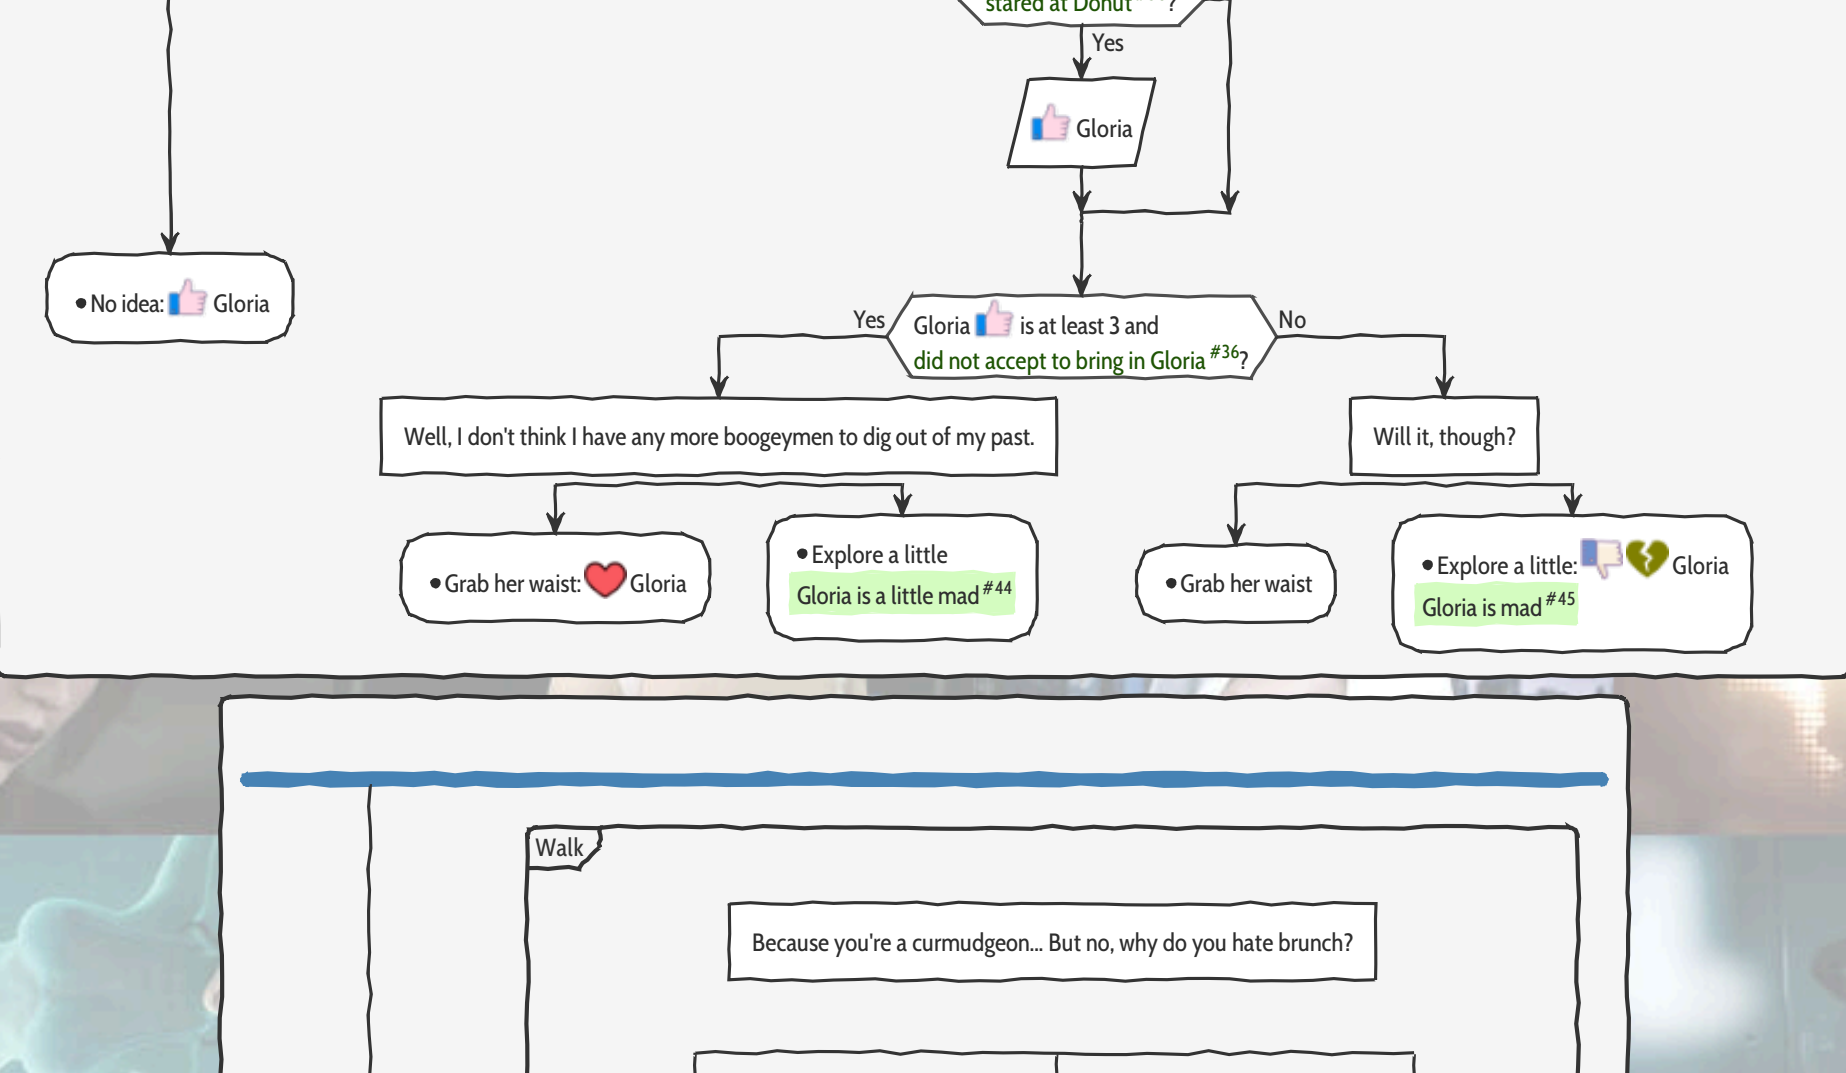 stared at Donut ?
Yes
Gloria
No idea: Gloria
Yes
Gloria is at least 3 and
did not accept to bring in Gloria #36?
No
Well, I don't think I have any more boogeymen to dig out of my past.
Will it, though?
Grab her waist: Gloria
Explore a little
Gloria is a little mad #44
Grab her waist
Explore a little: Gloria
Gloria is mad #45
Walk
Because you're a curmudgeon... But no, why do you hate brunch?